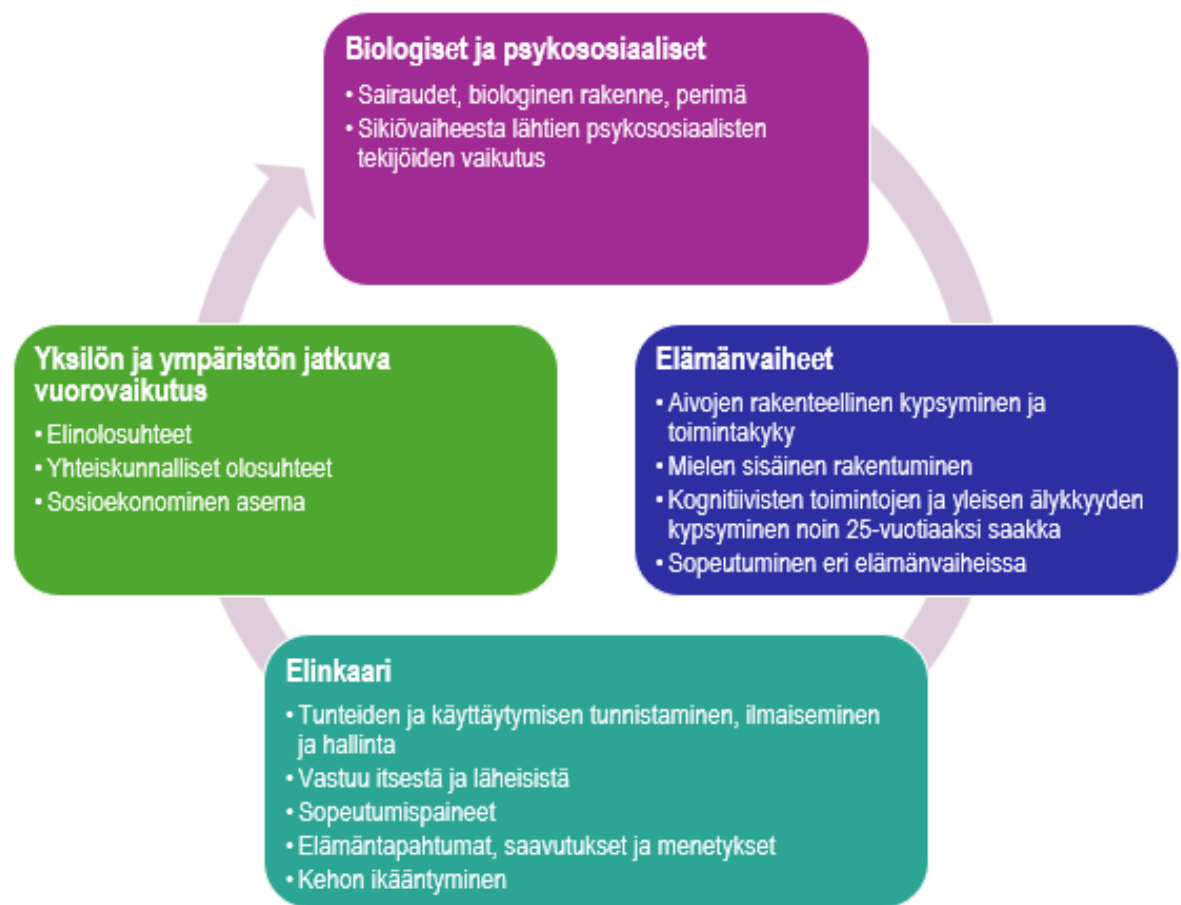 Biologiset ja psykososiaaliset
• Sairaudet, biologinen rakenne, perimä
• Sikiövaiheesta lähtien psykososiaalisten
tekijöiden vaikutus
Elämänvaiheet
• Aivojen rakenteellinen kypsyminen ja
toimintakyky
• Mielen sisäinen rakentuminen
• Kognitiivisten toimintojen ja yleisen älykkyyden
kypsyminen noin 25-vuotiaaksi saakka
• Sopeutuminen eri elämänvaiheissa
Elinkaari
• Tunteiden ja käyttäytymisen tunnistaminen, ilmaiseminen
ja hallinta
• Vastuu itsestä ja läheisistä
• Sopeutumispaineet
• Elämäntapahtumat, saavutukset ja menetykset
• Kehon ikääntyminen
Yksilön ja ympäristön jatkuva
vuorovaikutus
• Elinolosuhteet
• Yhteiskunnalliset olosuhteet
• Sosioekonominen asema